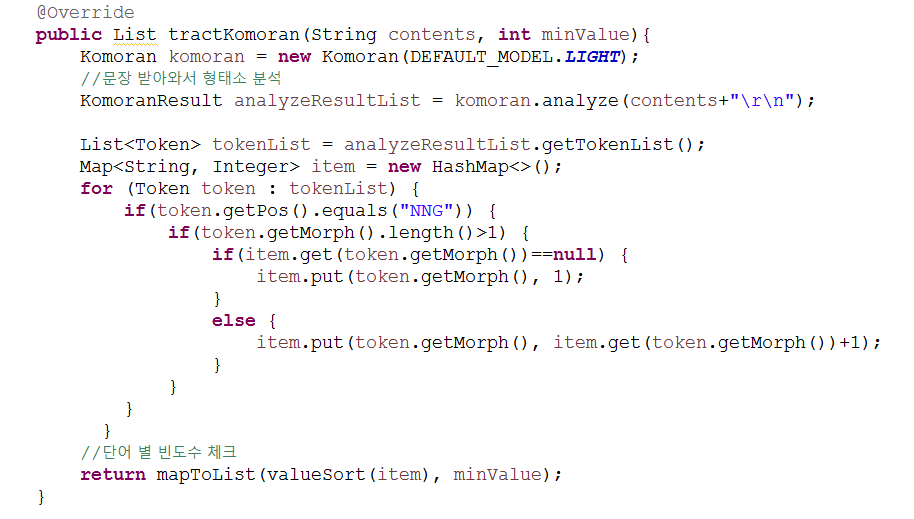 @Override
public List tractKomoran(String contents, int minValue){
Komoran komoran = new Komoran(DEFAULT_MODEL.LIGHT);
//문장 받아와서 형태소 분석
KomoranResult analyzeResultList = komoran.analyze(contents+"\r\n");
List<Token> tokenList = analyzeResultList.getTokenList();
Map<String, Integer> item = new HashMap<>();
for (Token token : tokenList) {
if(token.getPos().equals("NNG")) {
if(token.getMorph().length()>1) {
if(item.get(token.getMorph())==null) {
item.put(token.getMorph(), 1);
}
else {
item.put(token.getMorph(), item.get(token.getMorph())+1);
}
}
}
}
//단어 별 빈도수 체크
return mapToList(valueSort(item), minValue);
}